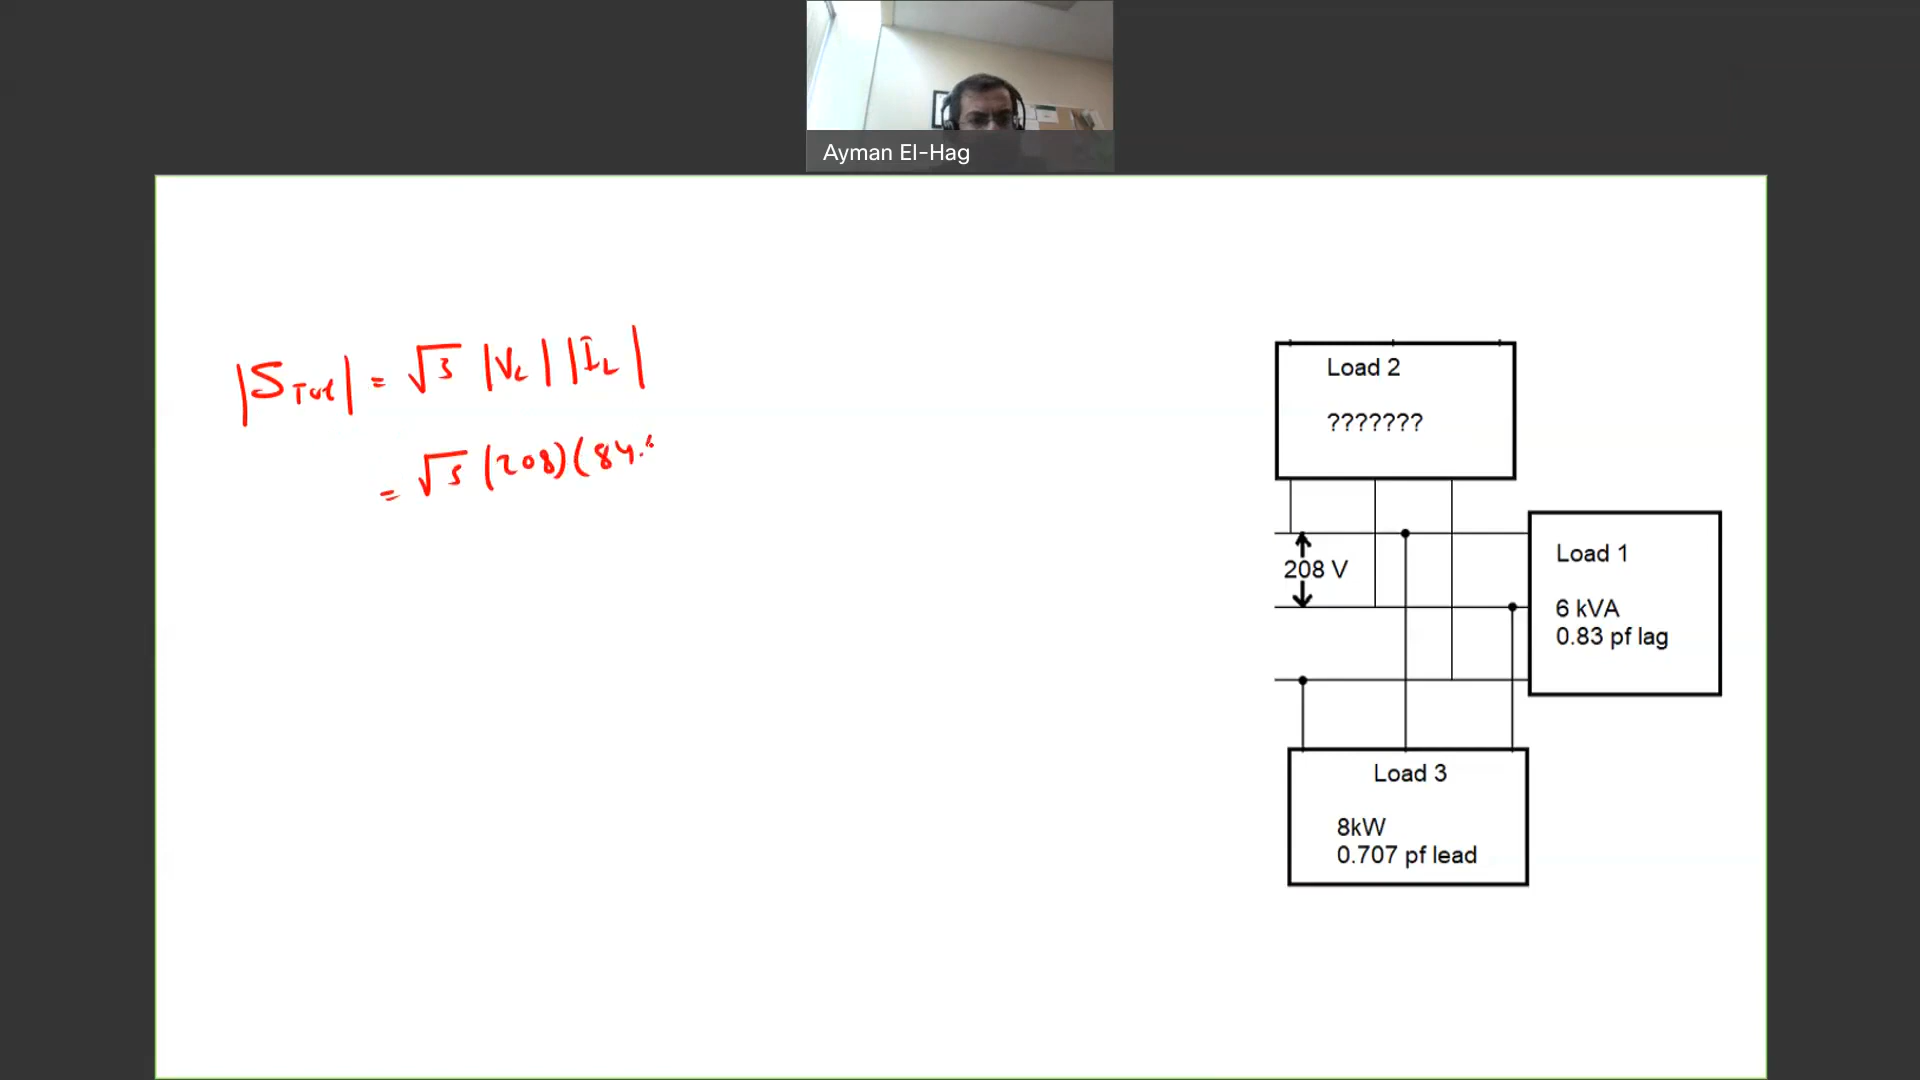 Ayman El-Hag
|S_Tot| = √3 |V_L| |I_L|
= √3 (208)(84.
Load 2
???????
208 V
Load 1
6 kVA
0.83 pf lag
Load 3
8kW
0.707 pf lead